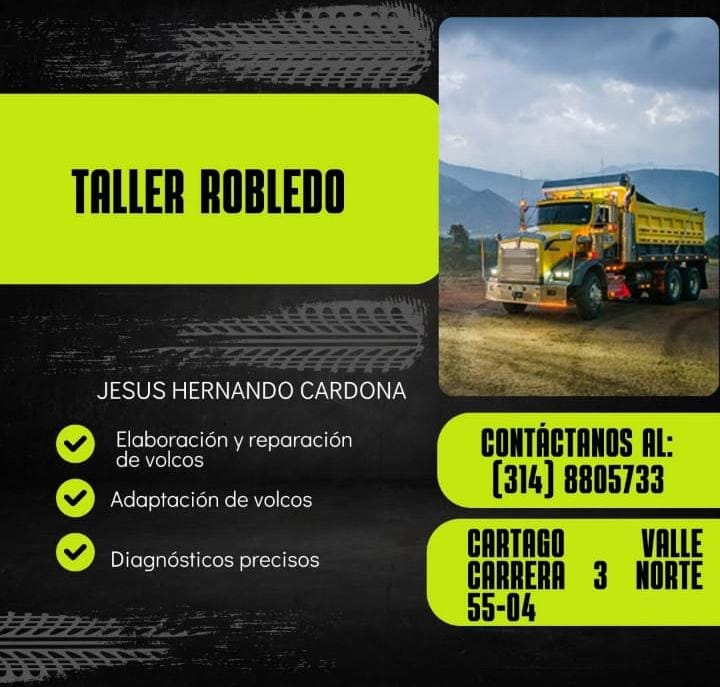 TALLER ROBLEDO
JESUS HERNANDO CARDONA
Elaboración y reparación
de volcos
Adaptación de volcos
Diagnósticos precisos
CONTÁCTANOS AL:
(314) 8805733
CARTAGO VALLE
CARRERA 3 NORTE
55-04